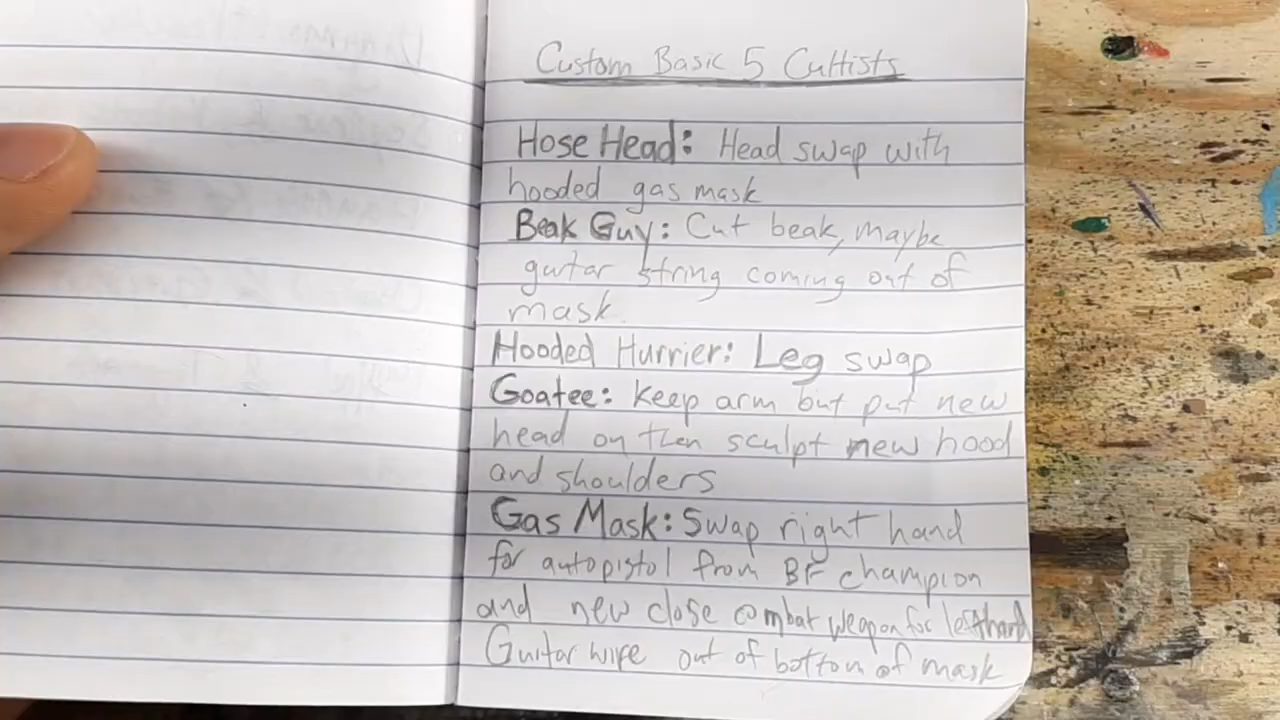 Custom Basic 5 Cultists
Hose Head: Head swap with
hooded gas mask
Beak Guy: Cut beak, maybe
guitar string coming out of
mask.
Hooded Hurrier: Leg swap
Goatee: Keep arm but put new
head on then sculpt new hood
and shoulders
Gas Mask: Swap right hand
for autopistol from BF champion
and new close combat weapon for left hand
Guitar wire out of bottom of mask